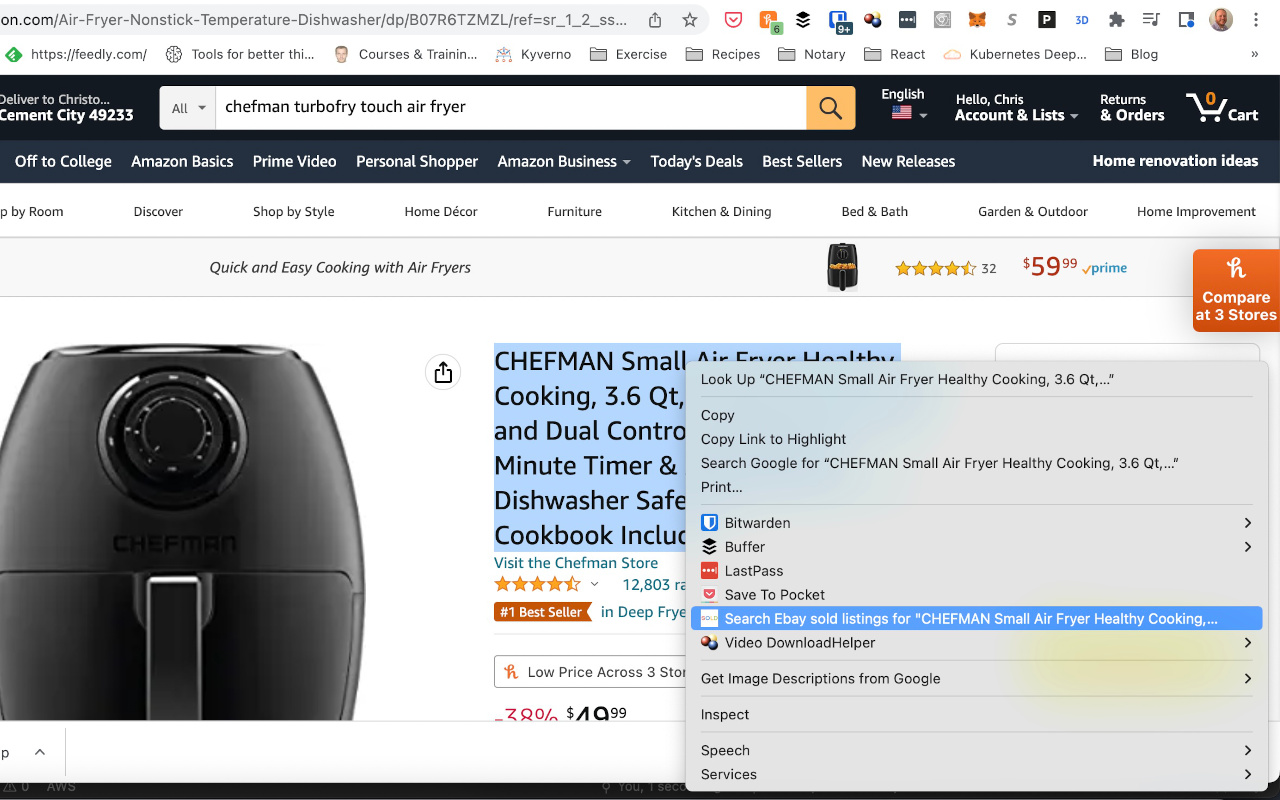 on.com/Air-Fryer-Nonstick-Temperature-Dishwasher/dp/B07R6TZMZL/ref=sr_1_2_ss...
6
9+
S
P
3D
https://feedly.com/
Tools for better thi...
Courses & Trainin...
Kyverno
Exercise
Recipes
Notary
React
Kubernetes Deep...
Blog
»
Deliver to Christo...
Cement City 49233
All
chefman turbofry touch air fryer
English
Hello, Chris
Account & Lists
Returns
& Orders
0
Cart
Off to College
Amazon Basics
Prime Video
Personal Shopper
Amazon Business
Today's Deals
Best Sellers
New Releases
Home renovation ideas
p by Room
Discover
Shop by Style
Home Décor
Furniture
Kitchen & Dining
Bed & Bath
Garden & Outdoor
Home Improvement
Quick and Easy Cooking with Air Fryers
32
$59 99
prime
h
Compare
at 3 Stores
CHEFMAN
CHEFMAN Small Air Fryer Healthy
Cooking, 3.6 Qt,
and Dual Contro
Minute Timer &
Dishwasher Safe
Cookbook Includ
Visit the Chefman Store
12,803 ra
#1 Best Seller
in Deep Frye
h Low Price Across 3 Stor
-38% $49 99
Look Up “CHEFMAN Small Air Fryer Healthy Cooking, 3.6 Qt,...”
Copy
Copy Link to Highlight
Search Google for “CHEFMAN Small Air Fryer Healthy Cooking, 3.6 Qt,...”
Print...
Bitwarden
Buffer
LastPass
Save To Pocket
SOLD Search Ebay sold listings for "CHEFMAN Small Air Fryer Healthy Cooking,...
Video DownloadHelper
Get Image Descriptions from Google
Inspect
Speech
Services
p
0 AWS
You, 1 seco